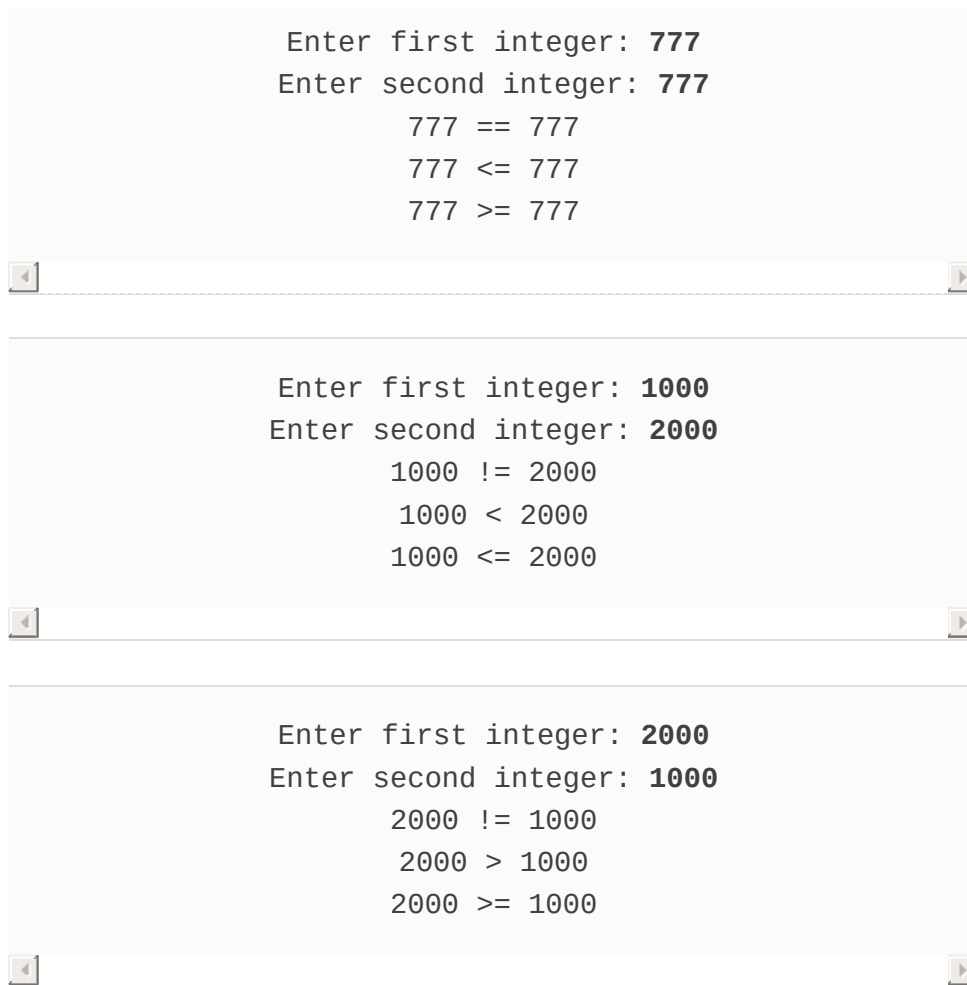 Enter first integer: 777
Enter second integer: 777
777 == 777
777 <= 777
777 >= 777
Enter first integer: 1000
Enter second integer: 2000
1000 != 2000
1000 < 2000
1000 <= 2000
Enter first integer: 2000
Enter second integer: 1000
2000 != 1000
2000 > 1000
2000 >= 1000